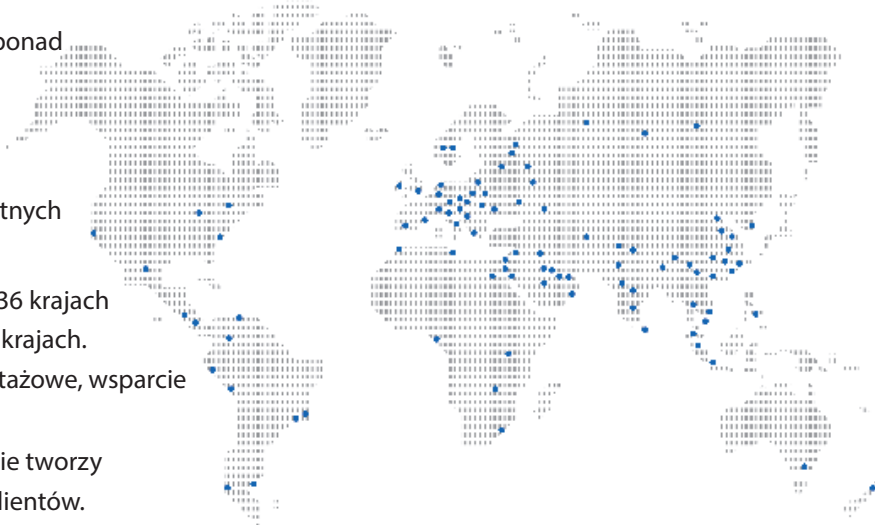 ponad
tnych
36 krajach
krajach.
tażowe, wsparcie
ie tworzy
lientów.